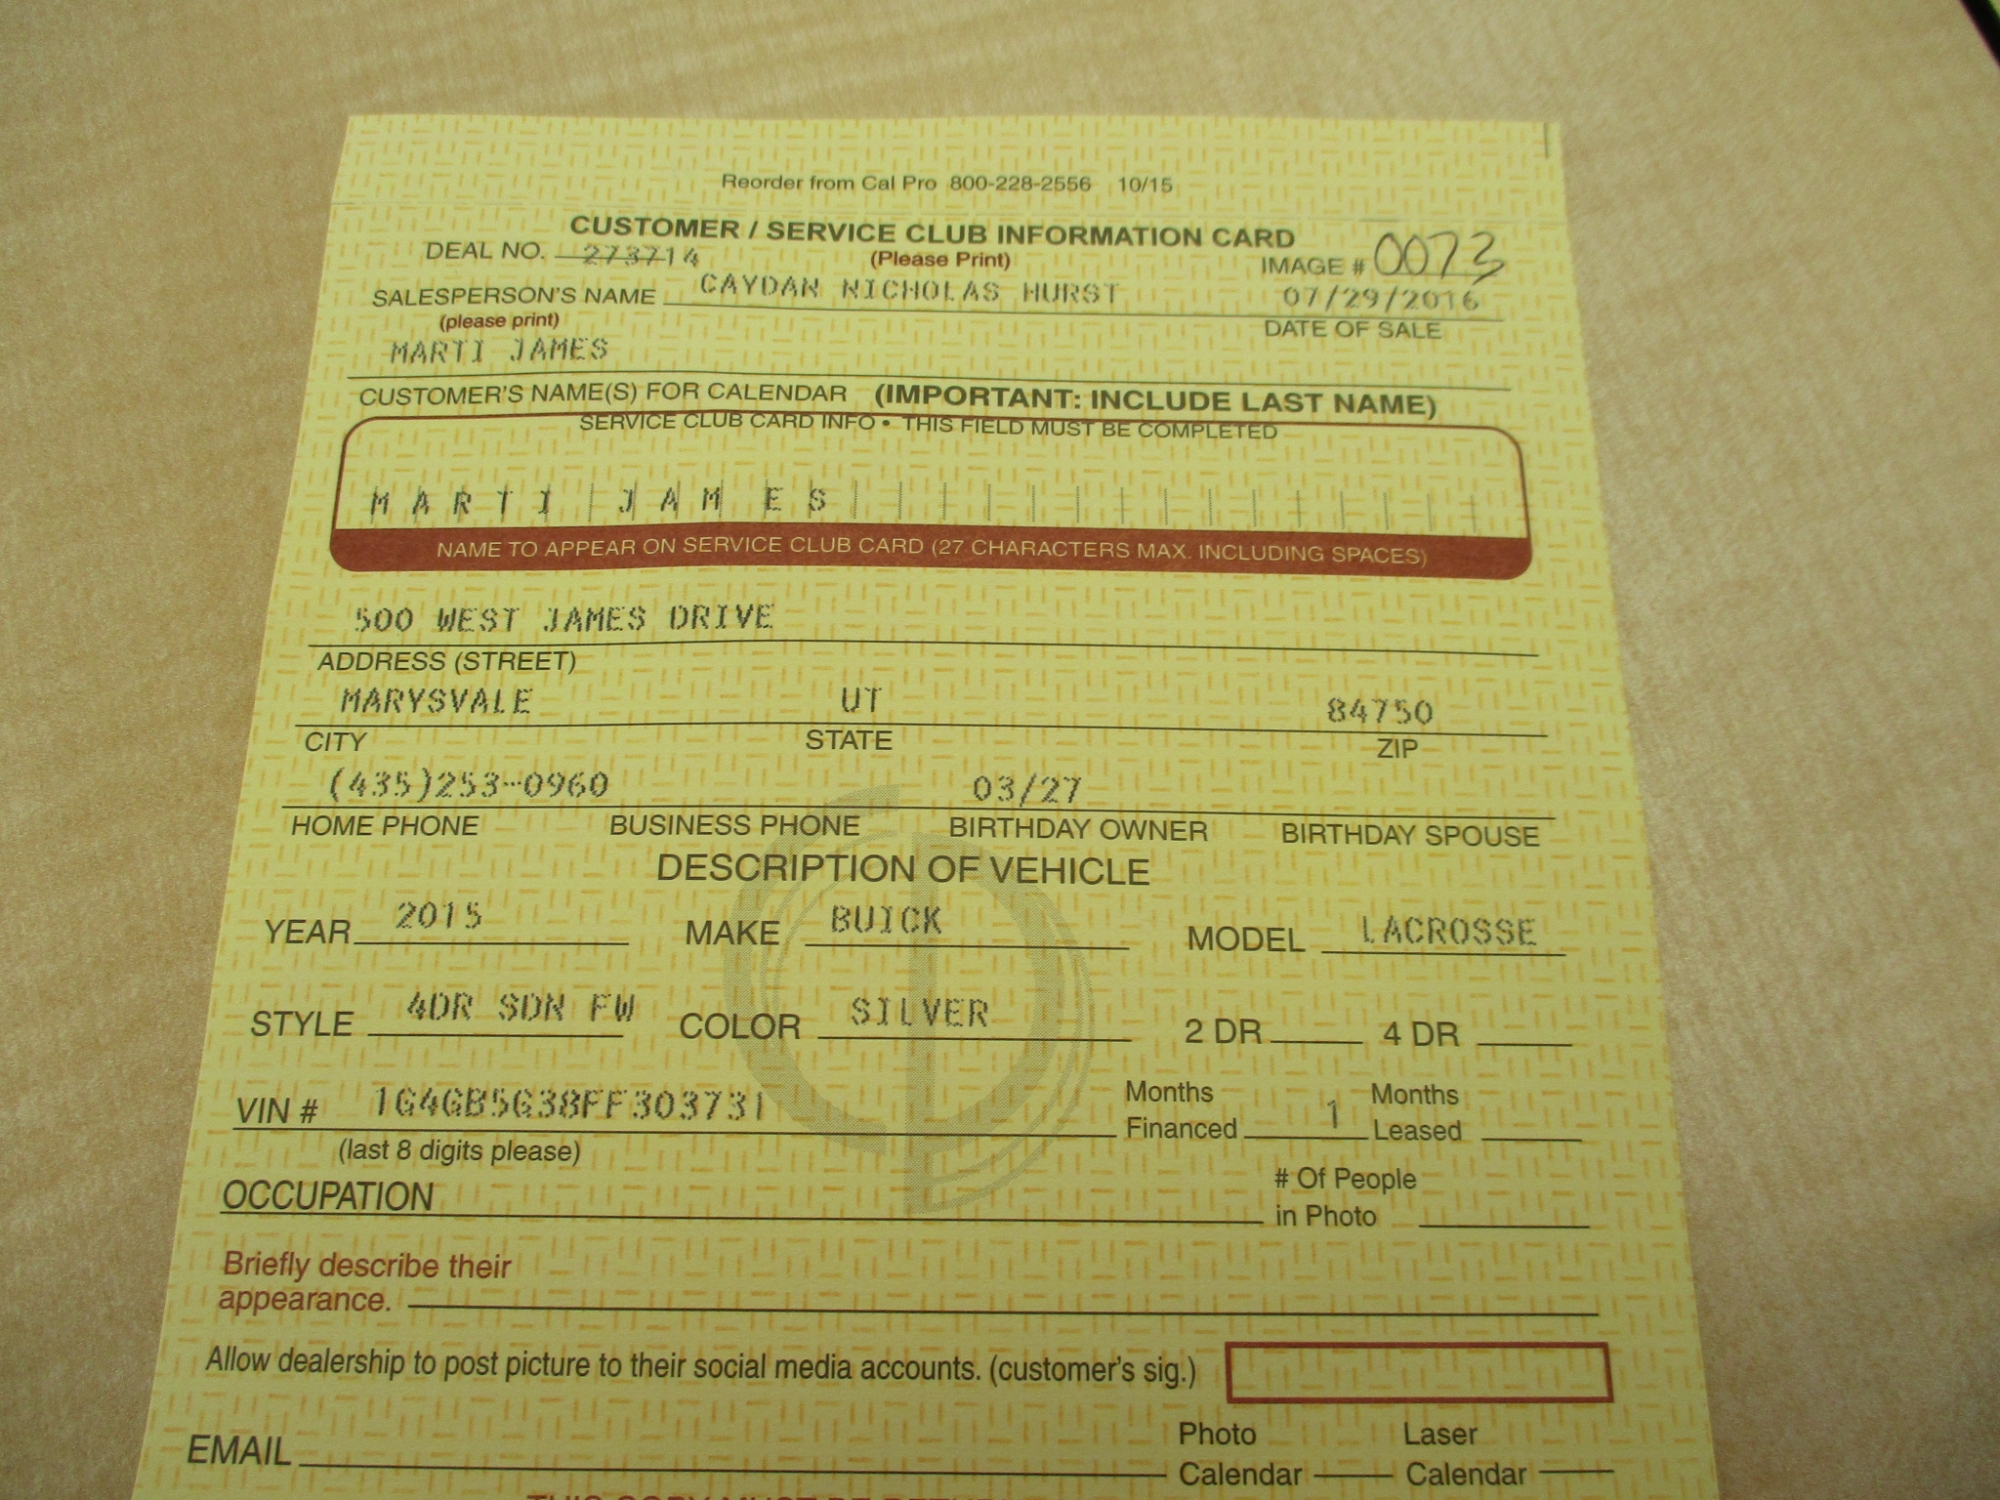 Reorder from Cal Pro 800-228-2556 10/15
CUSTOMER / SERVICE CLUB INFORMATION CARD
DEAL NO. 273714 (Please Print) IMAGE # 0073
SALESPERSON'S NAME CAYDAN NICHOLAS HURST 07/29/2016
(please print) DATE OF SALE
MARTI JAMES
CUSTOMER'S NAME(S) FOR CALENDAR (IMPORTANT: INCLUDE LAST NAME)
SERVICE CLUB CARD INFO • THIS FIELD MUST BE COMPLETED
MARTI JAMES
NAME TO APPEAR ON SERVICE CLUB CARD (27 CHARACTERS MAX. INCLUDING SPACES)
500 WEST JAMES DRIVE
ADDRESS (STREET)
MARYSVALE UT 84750
CITY STATE ZIP
(435)253-0960 03/27
HOME PHONE BUSINESS PHONE BIRTHDAY OWNER BIRTHDAY SPOUSE
DESCRIPTION OF VEHICLE
YEAR 2015 MAKE BUICK MODEL LACROSSE
STYLE 4DR SDN FW COLOR SILVER 2 DR 4 DR
VIN # 1G4GB5G38FF303731 Months Financed 1 Months Leased
(last 8 digits please)
OCCUPATION # Of People in Photo
Briefly describe their
appearance.
Allow dealership to post picture to their social media accounts. (customer's sig.)
EMAIL Photo Calendar Laser Calendar